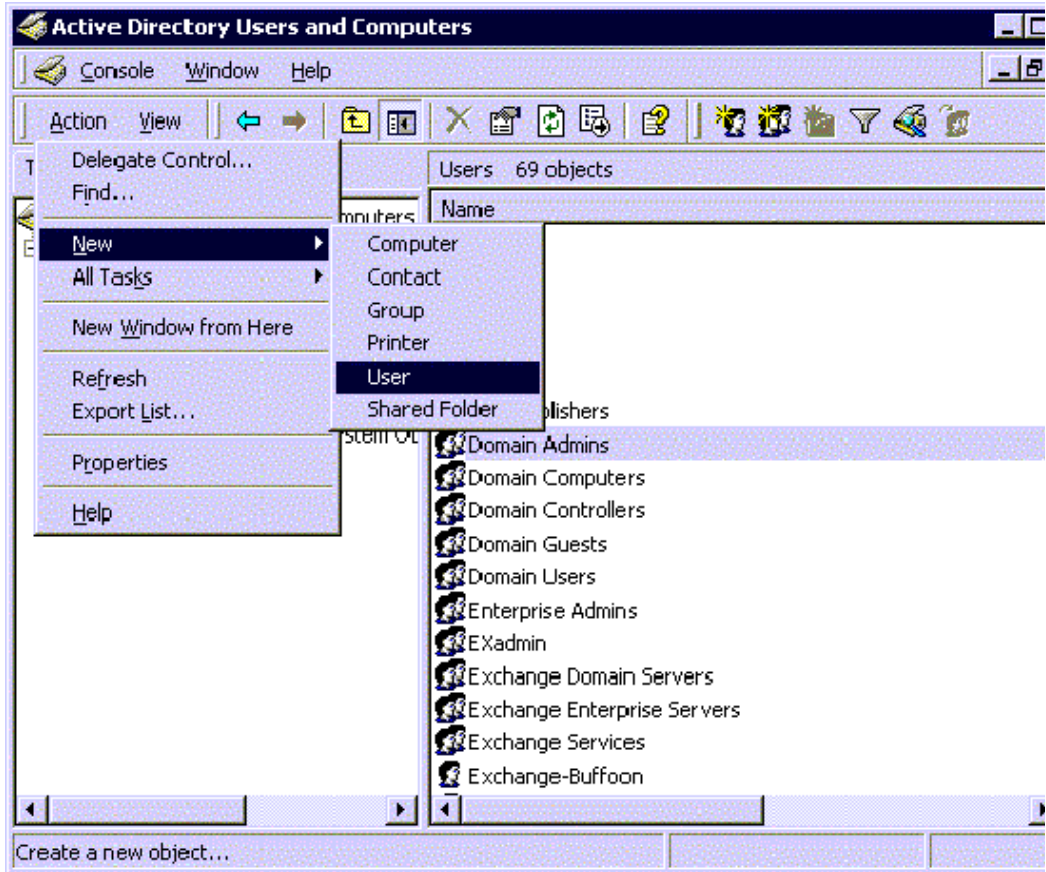 Active Directory Users and Computers
Console Window Help
Action View
Users 69 objects
Name
Delegate Control...
Find...
New
All Tasks
New Window from Here
Refresh
Export List...
Properties
Help
Computer
Contact
Group
Printer
User
Shared Folder
Domain Admins
Domain Computers
Domain Controllers
Domain Guests
Domain Users
Enterprise Admins
EXadmin
Exchange Domain Servers
Exchange Enterprise Servers
Exchange Services
Exchange-Buffoon
Create a new object...